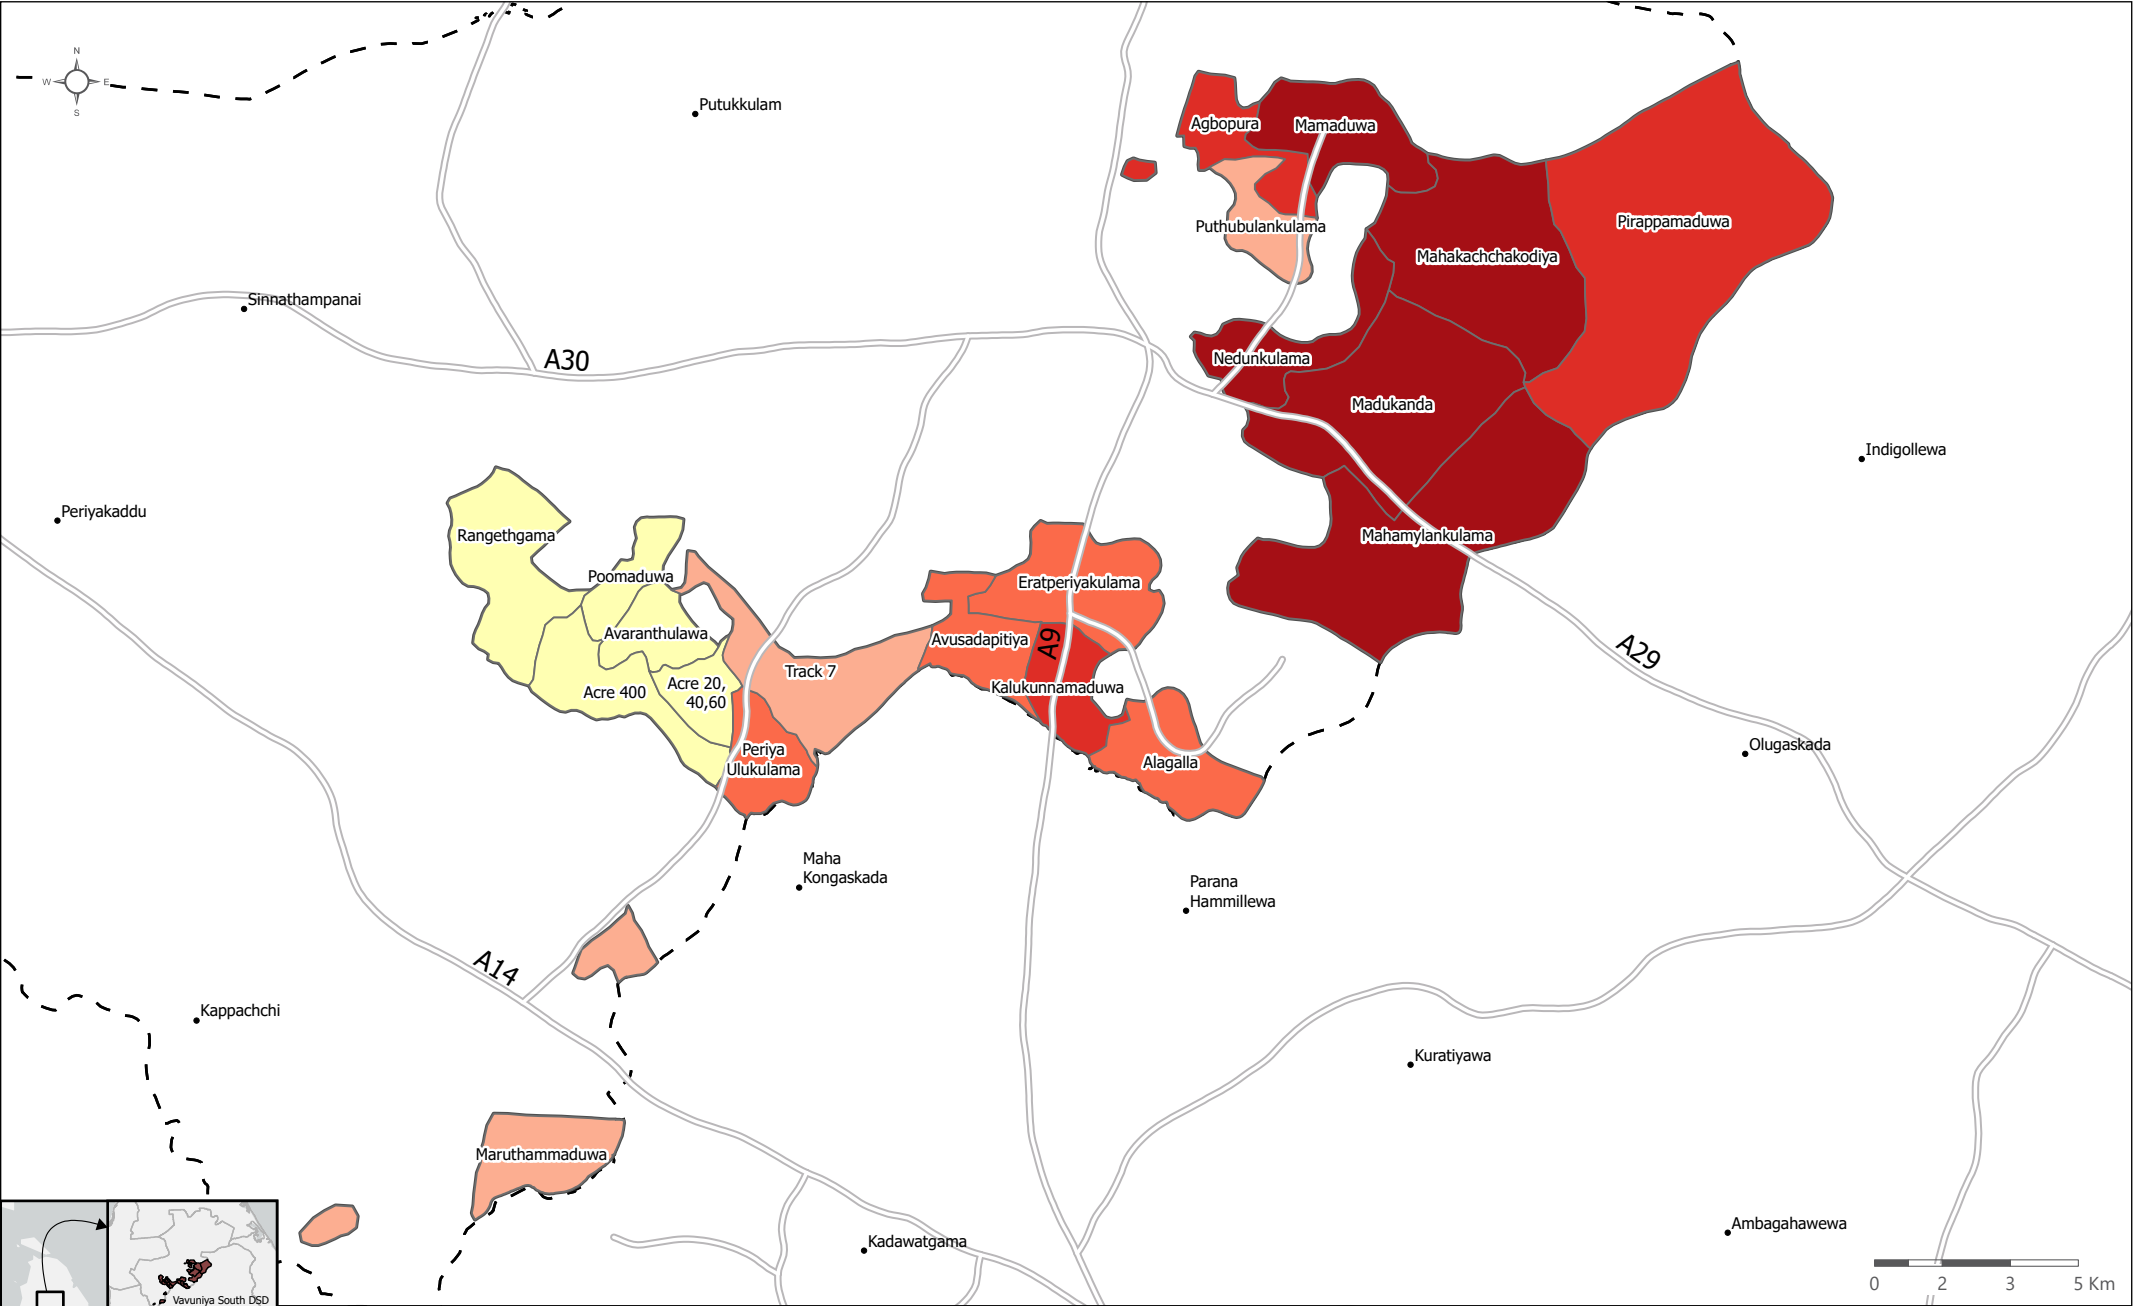 N
W
E
S
Putukkulam
Agbopura
Mamaduwa
Pirappamaduwa
Puthubulankulama
Mahakachchakodiya
Sinnathampanai
A30
Nedunkulama
Madukanda
Indigollewa
Periyakaddu
Rangethgama
Mahamylankulama
Poomaduwa
Eratperiyakulama
Avaranthulawa
Avusadapitiya
A9
A29
Track 7
Acre 400
Acre 20,
40,60
Kalukunnamaduwa
Periya
Ulukulama
Alagalla
Olugaskada
Maha
Kongaskada
Parana
Hammillewa
A14
Kappachchi
Kuratiyawa
Maruthammaduwa
Ambagahawewa
Kadawatgama
Vavuniya South DSD
0 2 3 5 Km